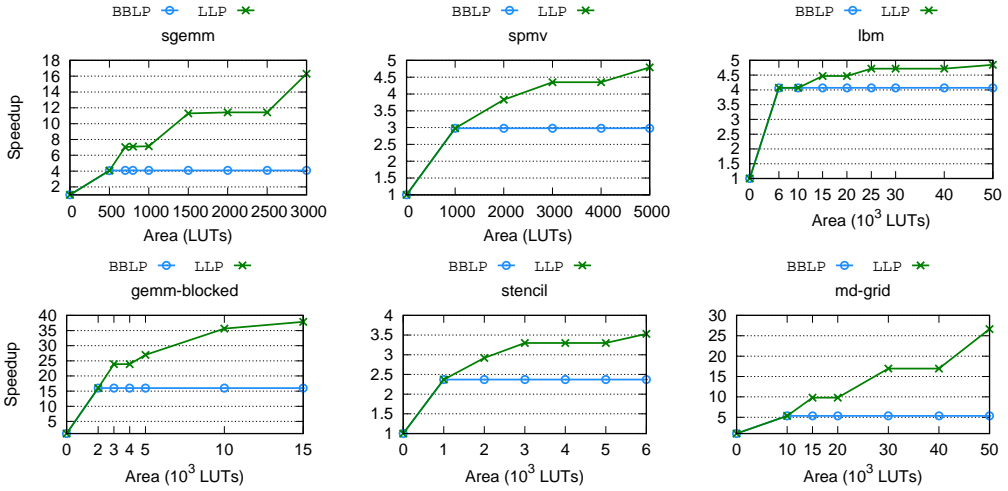 BBLP LLP BBLP LLP BBLP LLP
sgemm spmv lbm
Speedup
18
16
14
12
10
8
6
4
2
0 500 1000 1500 2000 2500 3000
Area (LUTs)
5
4.5
4
3.5
3
2.5
2
1.5
1
0 1000 2000 3000 4000 5000
Area (LUTs)
5
4.5
4
3.5
3
2.5
2
1.5
1
0 6 10 15 20 25 30 40 50
Area (10³ LUTs)
BBLP LLP BBLP LLP BBLP LLP
gemm-blocked stencil md-grid
Speedup
40
35
30
25
20
15
10
5
0 2 3 4 5 10 15
Area (10³ LUTs)
4
3.5
3
2.5
2
1.5
1
0 1 2 3 4 5 6
Area (10³ LUTs)
30
25
20
15
10
5
0 10 15 20 30 40 50
Area (10³ LUTs)